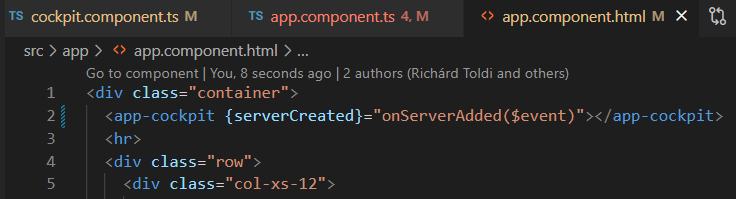 TS cockpit.component.ts M TS app.component.ts 4, M <> app.component.html M
src > app > <> app.component.html > ...
Go to component | You, 8 seconds ago | 2 authors (Richárd Toldi and others)
1 <div class="container">
2 <app-cockpit {serverCreated}="onServerAdded($event)"></app-cockpit>
3 <hr>
4 <div class="row">
5 <div class="col-xs-12">